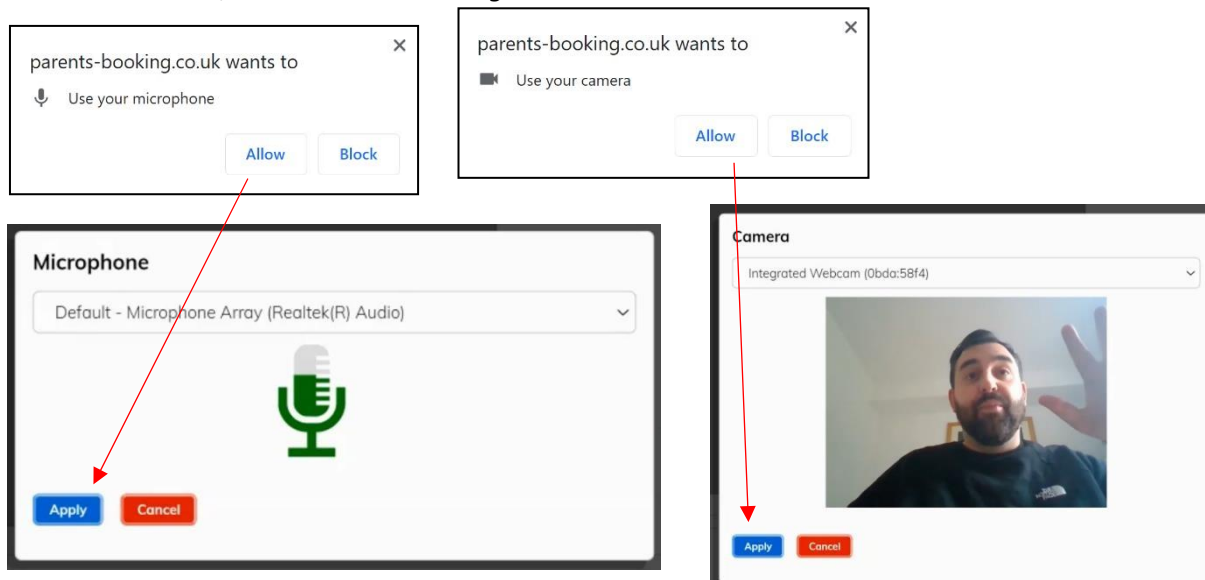 parents-booking.co.uk wants to
Use your microphone
Allow Block
parents-booking.co.uk wants to
Use your camera
Allow Block
Microphone
Default - Microphone Array (Realtek(R) Audio)
Apply Cancel
Camera
Integrated Webcam (0bda:58f4)
Apply Cancel